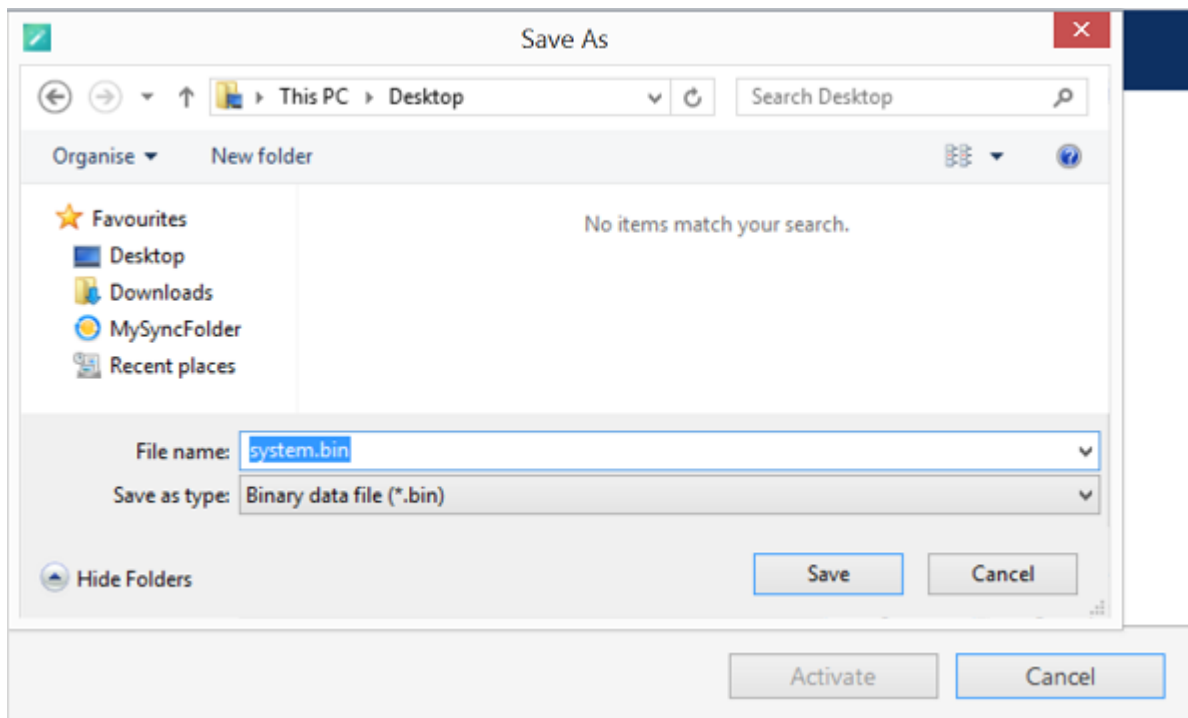 Save As
This PC Desktop Search Desktop
Organise New folder
Favourites
Desktop
Downloads
MySyncFolder
Recent places
No items match your search.
File name: system.bin
Save as type: Binary data file (*.bin)
Hide Folders Save Cancel
Activate Cancel